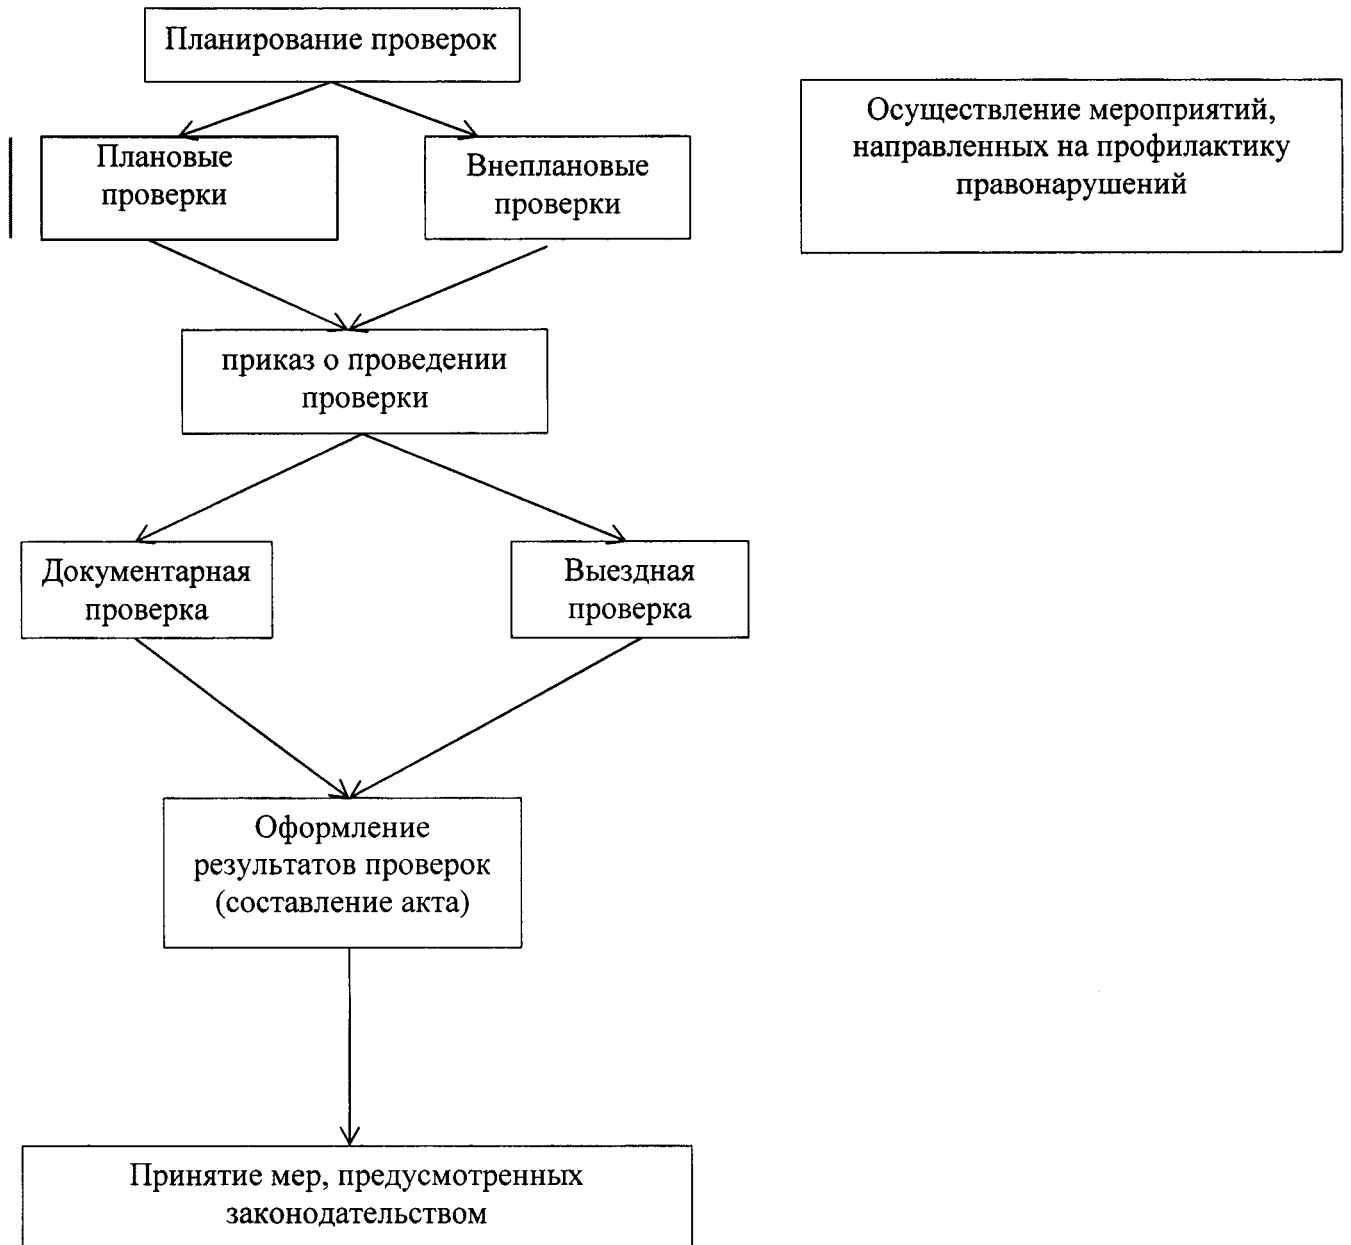 Планирование проверок
Осуществление мероприятий,
направленных на профилактику
правонарушений
Плановые
проверки
Внеплановые
проверки
приказ о проведении
проверки
Документарная
проверка
Выездная
проверка
Оформление
результатов проверок
(составление акта)
Принятие мер, предусмотренных
законодательством